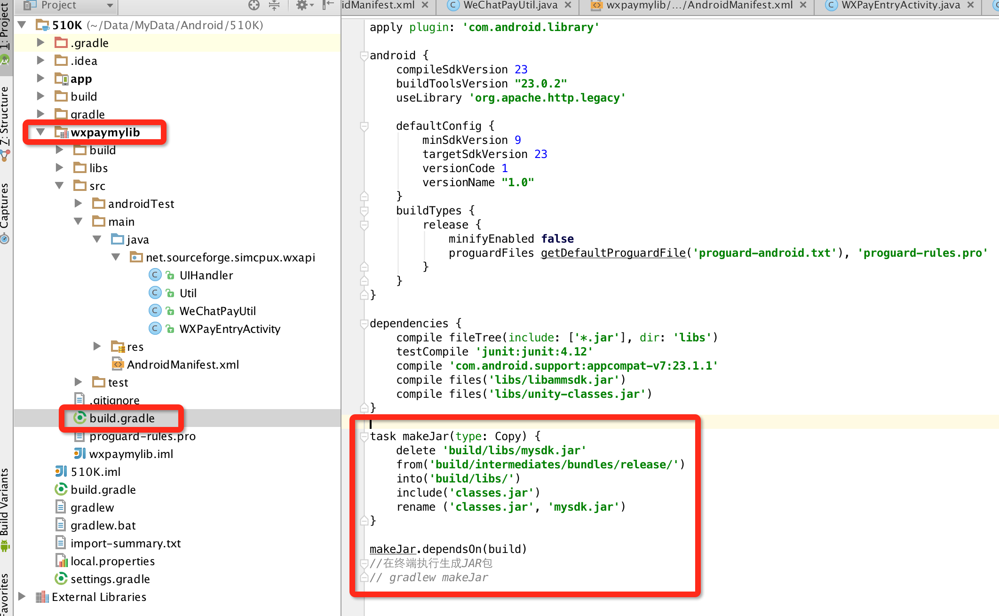 Project
510K (~/Data/MyData/Android/510K)
.gradle
.idea
app
build
gradle
wxpaymylib
build
libs
src
androidTest
main
java
net.sourceforge.simcpux.wxapi
UIHandler
Util
WeChatPayUtil
WXPayEntryActivity
res
AndroidManifest.xml
test
.gitignore
build.gradle
proguard-rules.pro
wxpaymylib.iml
510K.iml
build.gradle
gradlew
gradlew.bat
import-summary.txt
local.properties
settings.gradle
External Libraries
1: Project
7: Structure
Captures
Build Variants
Favorites
idManifest.xml
WeChatPayUtil.java
wxpaymylib/.../AndroidManifest.xml
WXPayEntryActivity.java
apply plugin: 'com.android.library'
android {
compileSdkVersion 23
buildToolsVersion "23.0.2"
useLibrary 'org.apache.http.legacy'
defaultConfig {
minSdkVersion 9
targetSdkVersion 23
versionCode 1
versionName "1.0"
}
buildTypes {
release {
minifyEnabled false
proguardFiles getDefaultProguardFile('proguard-android.txt'), 'proguard-rules.pro'
}
}
}
dependencies {
compile fileTree(include: ['*.jar'], dir: 'libs')
testCompile 'junit:junit:4.12'
compile 'com.android.support:appcompat-v7:23.1.1'
compile files('libs/libammsdk.jar')
compile files('libs/unity-classes.jar')
}
task makeJar(type: Copy) {
delete 'build/libs/mysdk.jar'
from('build/intermediates/bundles/release/')
into('build/libs/')
include('classes.jar')
rename ('classes.jar', 'mysdk.jar')
}
makeJar.dependsOn(build)
//在终端执行生成JAR包
// gradlew makeJar